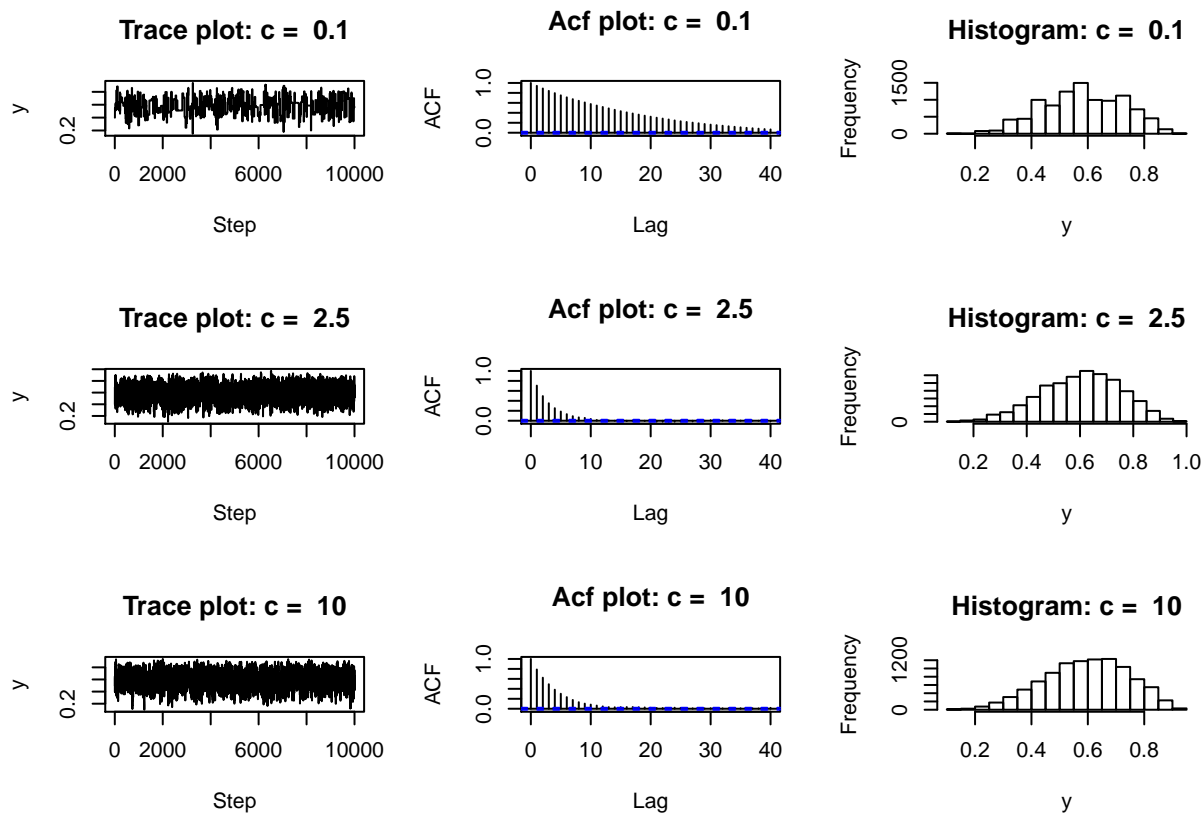 Trace plot: c =  0.1
y
0.2
0 2000 6000 10000
Step
Acf plot: c =  0.1
ACF
0.0 1.0
0 10 20 30 40
Lag
Histogram: c =  0.1
Frequency
0 1500
0.2 0.4 0.6 0.8
y
Trace plot: c =  2.5
y
0.2
0 2000 6000 10000
Step
Acf plot: c =  2.5
ACF
0.0 1.0
0 10 20 30 40
Lag
Histogram: c =  2.5
Frequency
0
0.2 0.4 0.6 0.8 1.0
y
Trace plot: c =  10
y
0.2
0 2000 6000 10000
Step
Acf plot: c =  10
ACF
0.0 1.0
0 10 20 30 40
Lag
Histogram: c =  10
Frequency
0 1200
0.2 0.4 0.6 0.8
y